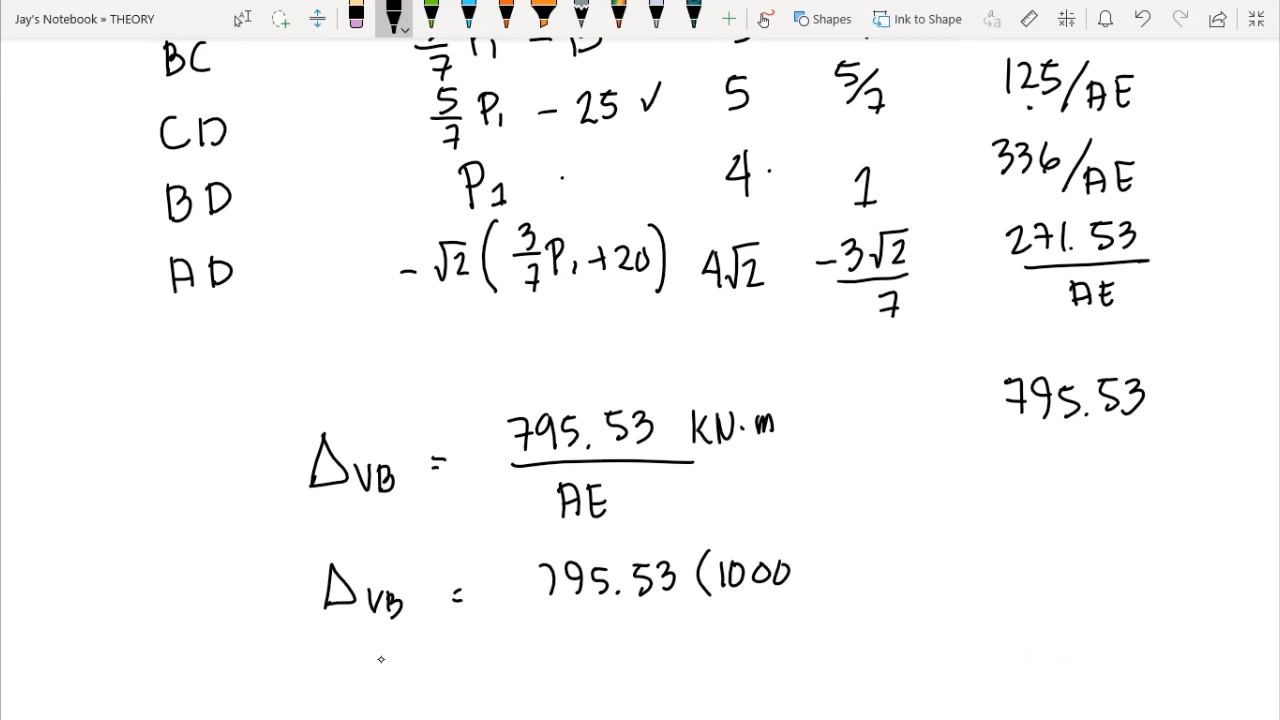 Jay's Notebook » THEORY Shapes Ink to Shape
BC
CD 5/7 P₁ - 25 ✓ 5 5/7 125/AE
BD P₁ 4 1 336/AE
AD -√2(3/7 P₁ + 20) 4√2 -3√2/7 271.53/AE
795.53
Δ_VB = 795.53/AE KN·m
Δ_VB = 795.53 (1000